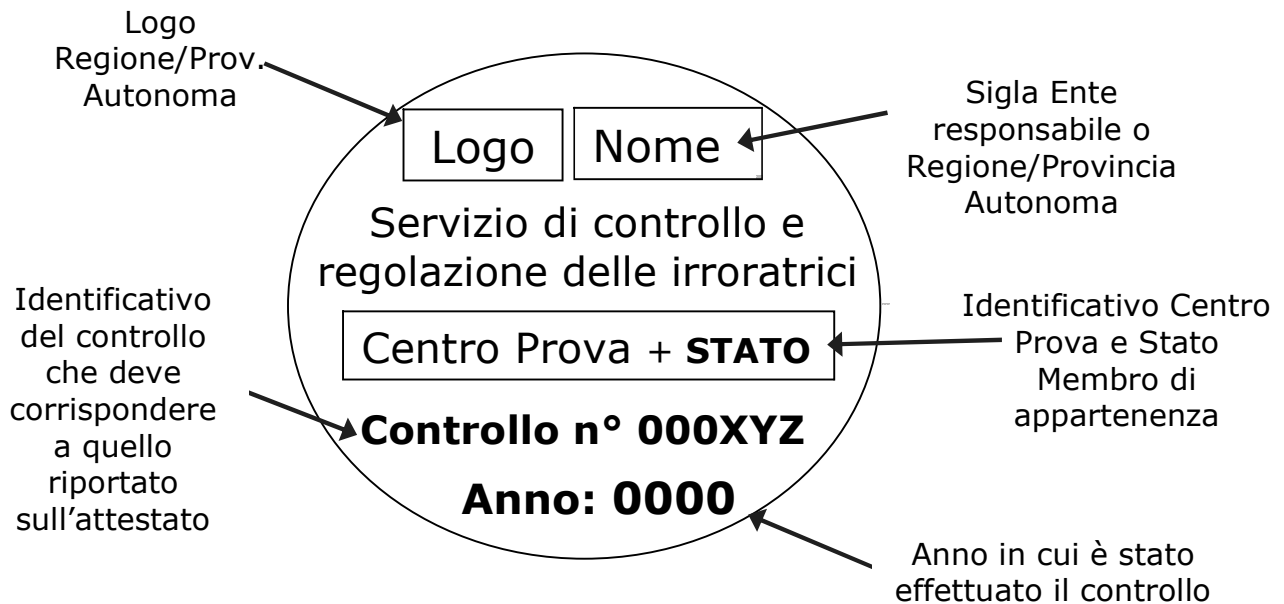 Logo
Regione/Prov.
Autonoma
Sigla Ente
responsabile o
Regione/Provincia
Autonoma
Logo
Nome
Servizio di controllo e
regolazione delle irroratrici
Identificativo
del controllo
che deve
corrispondere
a quello
riportato
sull’attestato
Centro Prova + STATO
Identificativo Centro
Prova e Stato
Membro di
appartenenza
Controllo n° 000XYZ
Anno: 0000
Anno in cui è stato
effettuato il controllo